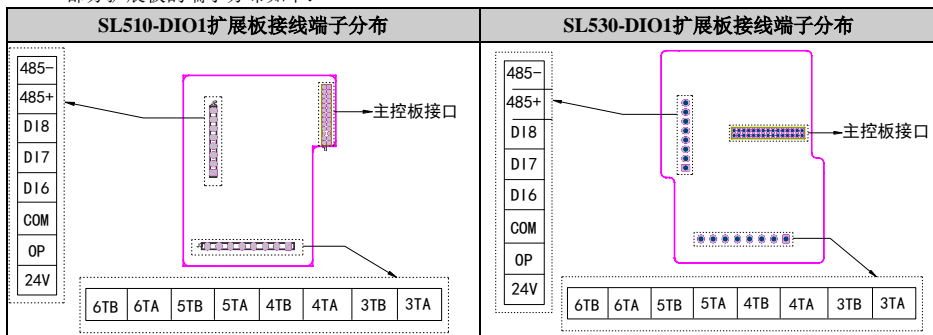 SL510-DIO1扩展板接线端子分布
485-
485+
DI8
DI7
DI6
COM
OP
24V
主控板接口
6TB 6TA 5TB 5TA 4TB 4TA 3TB 3TA
SL530-DIO1扩展板接线端子分布
485-
485+
DI8
DI7
DI6
COM
OP
24V
主控板接口
6TB 6TA 5TB 5TA 4TB 4TA 3TB 3TA